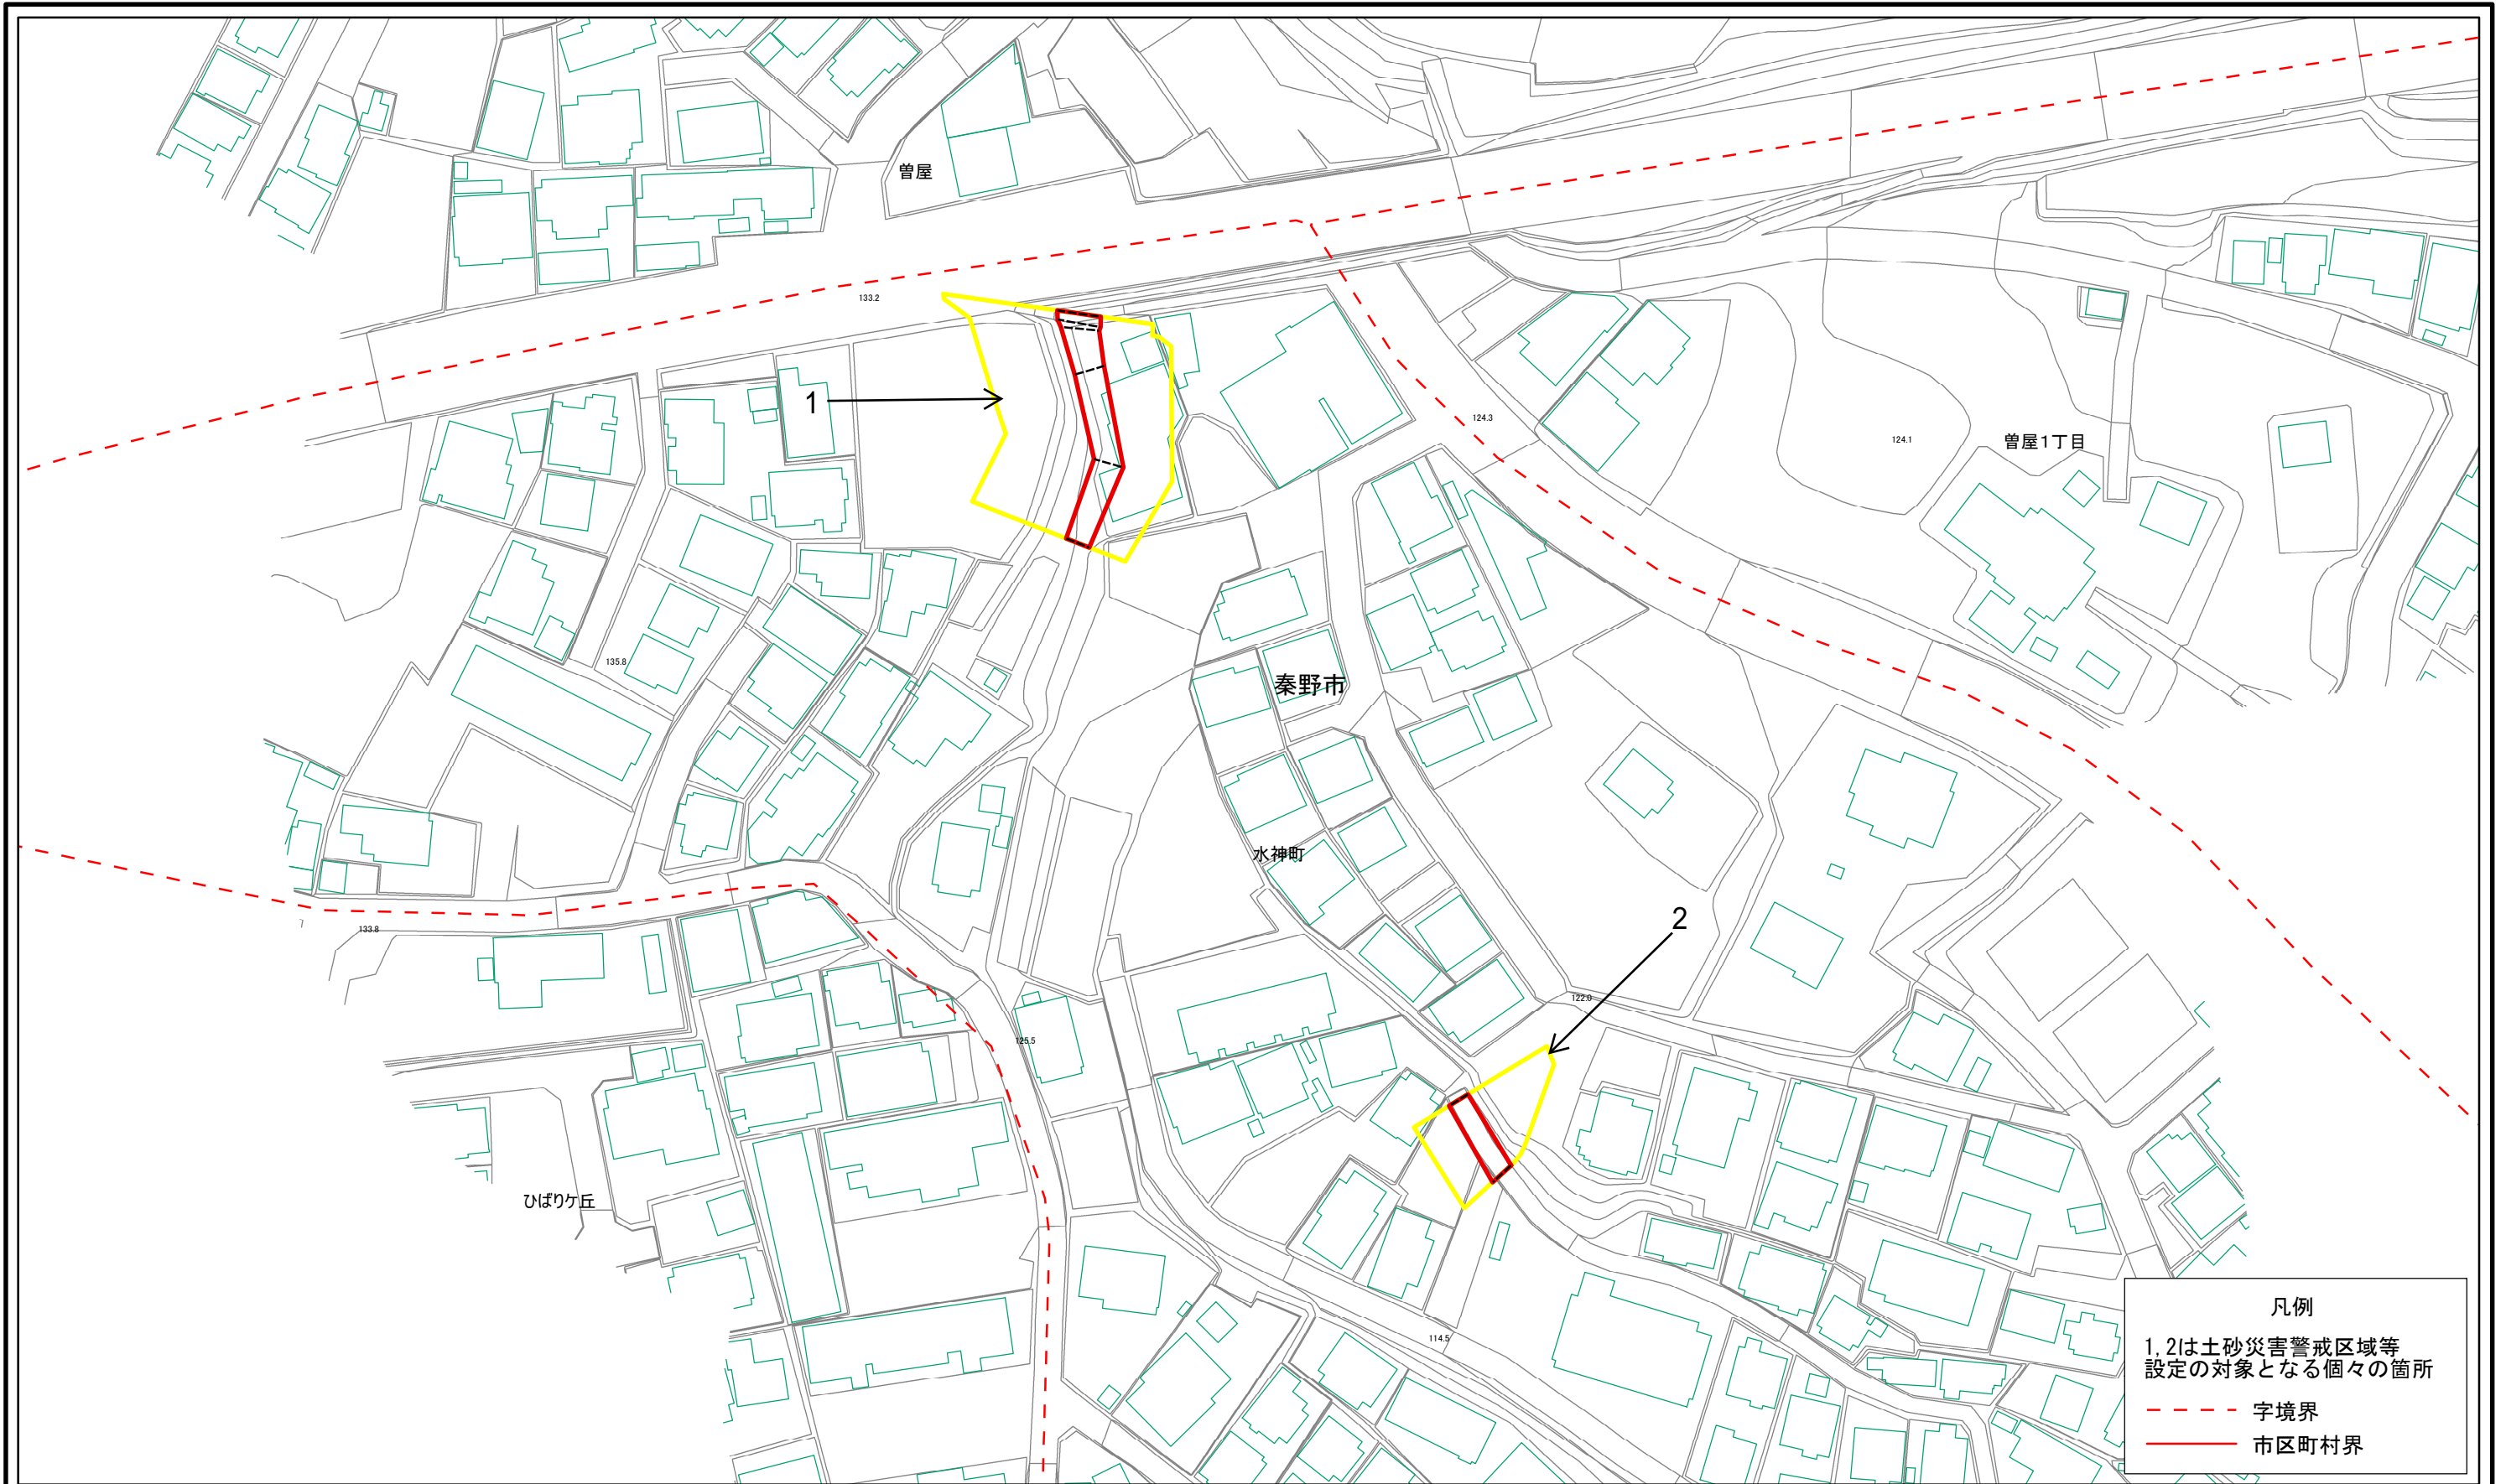 曽屋
133.2
1
124.3
124.1
曽屋1丁目
135.8
秦野市
水神町
2
133.8
122.0
125.5
ひばりケ丘
114.5
凡例
1,2は土砂災害警戒区域等
設定の対象となる個々の箇所
字境界
市区町村界